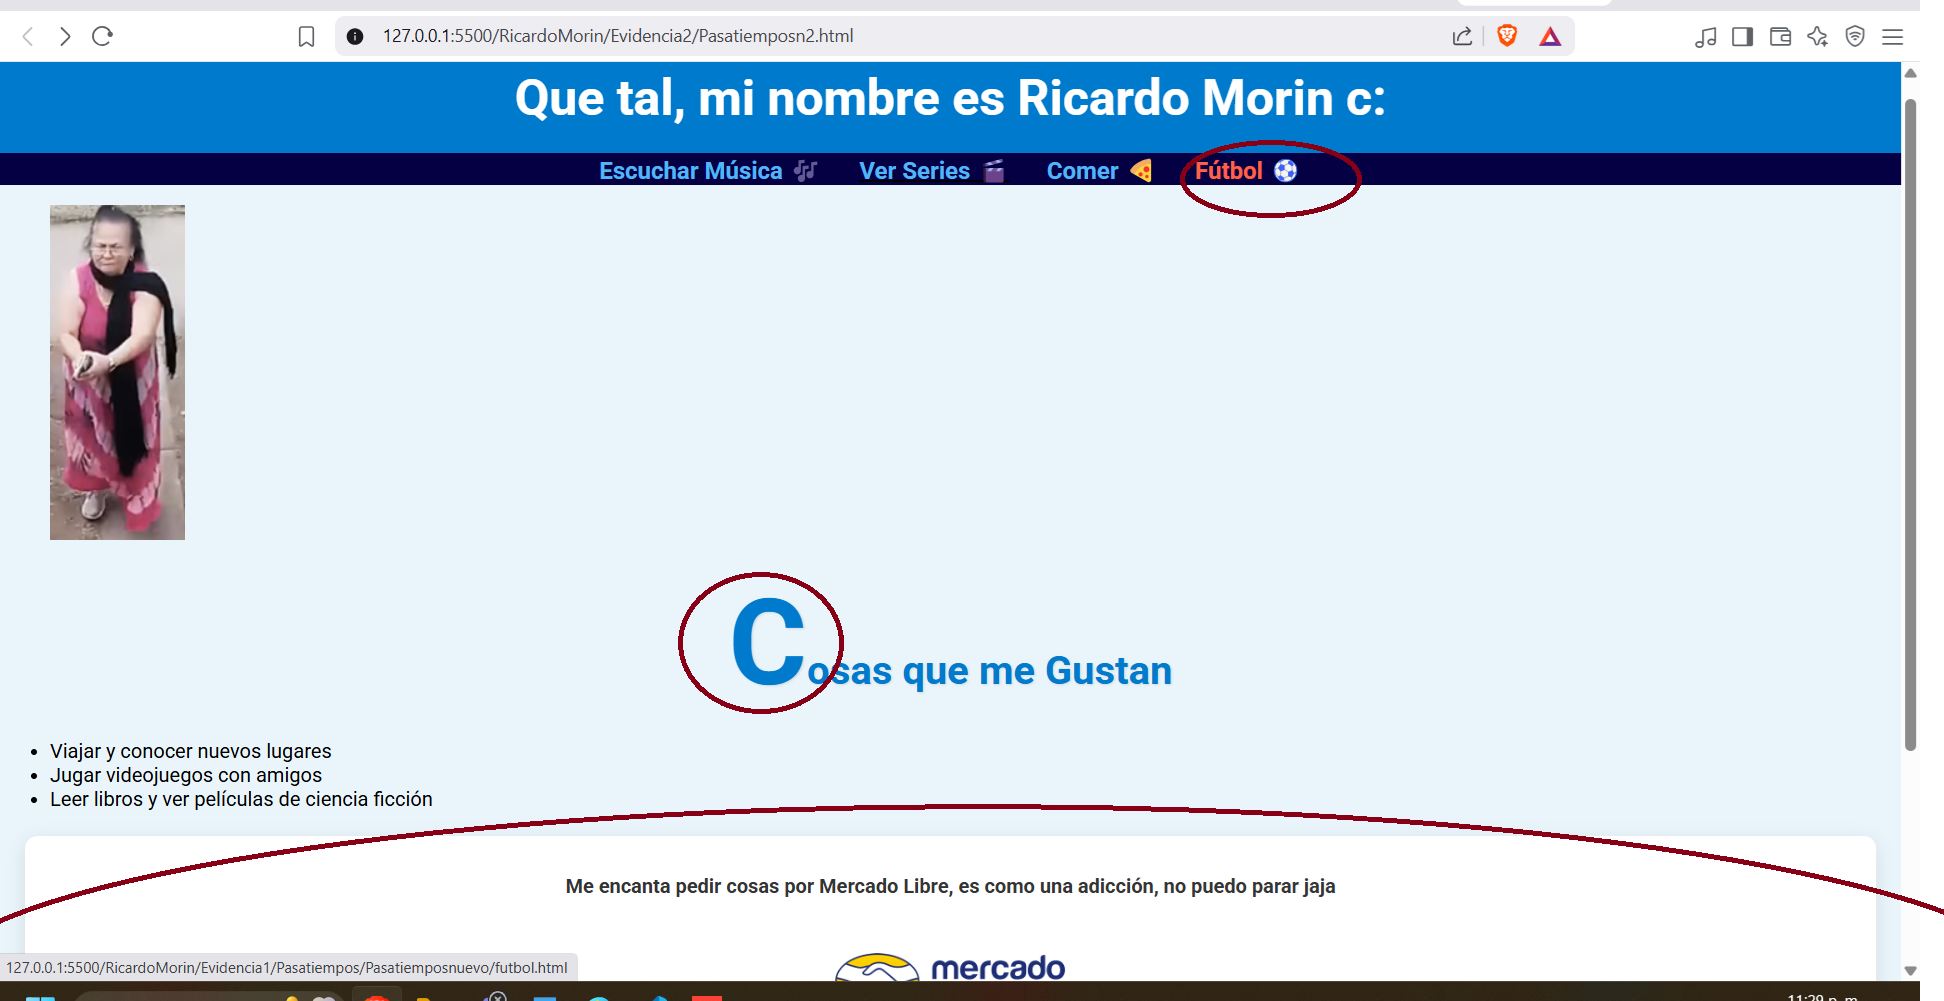 127.0.0.1:5500/RicardoMorin/Evidencia2/Pasatiemposn2.html
Que tal, mi nombre es Ricardo Morin c:
Escuchar Música 🎶 Ver Series 🎬 Comer 🍕 Fútbol ⚽
Cosas que me Gustan
• Viajar y conocer nuevos lugares
• Jugar videojuegos con amigos
• Leer libros y ver películas de ciencia ficción
Me encanta pedir cosas por Mercado Libre, es como una adicción, no puedo parar jaja
mercado
127.0.0.1:5500/RicardoMorin/Evidencia1/Pasatiempos/Pasatiemposnuevo/futbol.html
11:29 p. m.